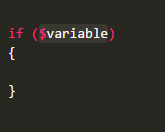 if ($variable)
{
}